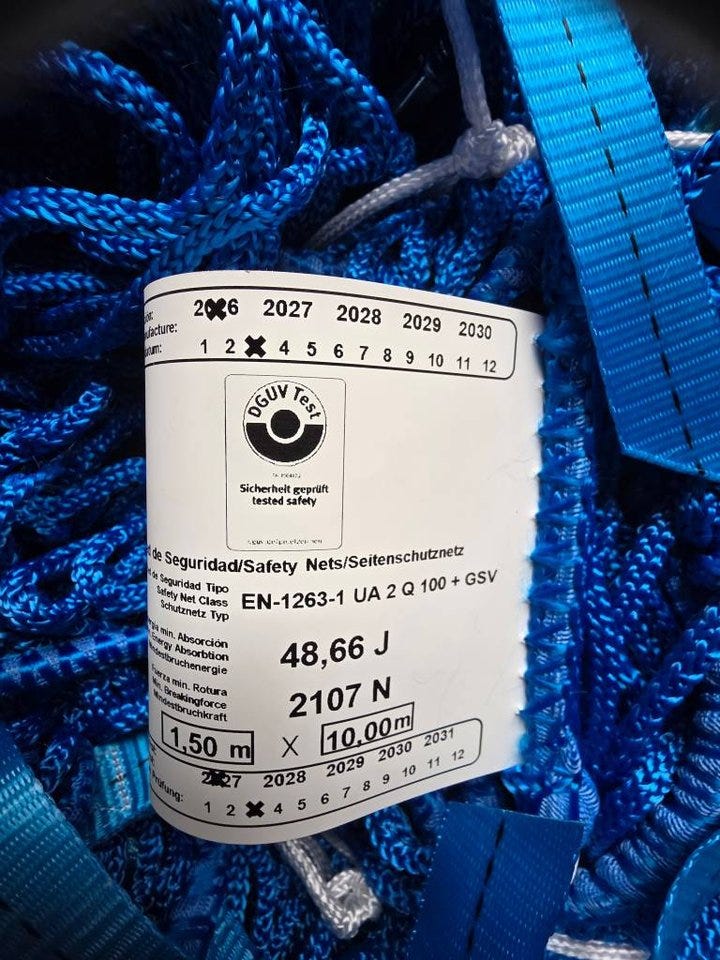 2026 2027 2028 2029 2030
1 2 3 4 5 6 7 8 9 10 11 12
DGUV Test
Sicherheit geprüft
tested safety
de Seguridad/Safety Nets/Seitenschutznetz
de Seguridad Tipo
Safety Net Class
Schutznetz Typ
EN-1263-1 UA 2 Q 100 + GSV
min. Absorción
Energy Absorbtion
48,66 J
min. Rotura
Min. Breakingforce
2107 N
1,50 m X 10,00m
2027 2028 2029 2030 2031
1 2 3 4 5 6 7 8 9 10 11 12